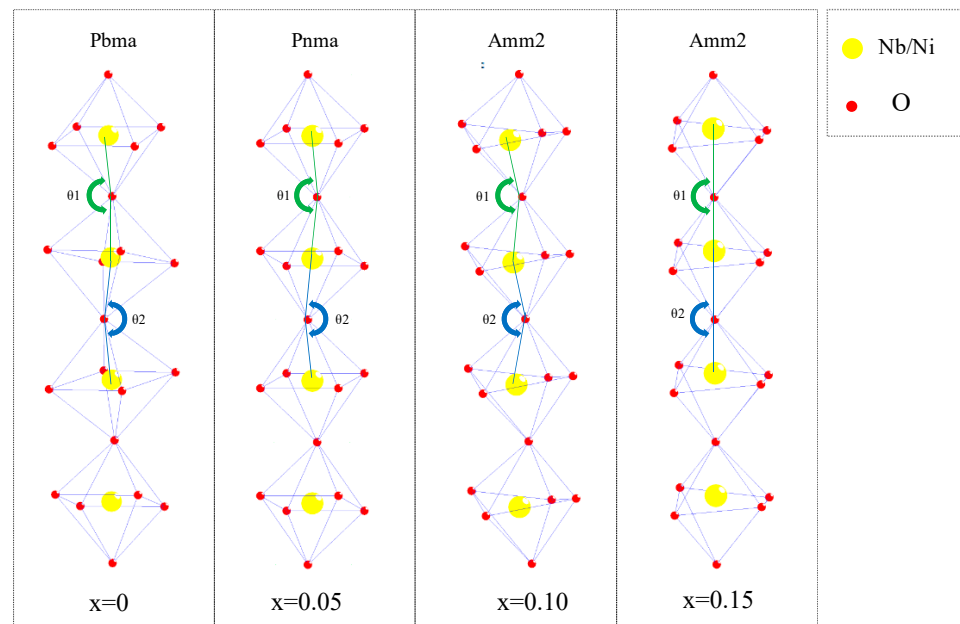 Pbma
Pnma
Amm2
Amm2
Nb/Ni
O
θ1
θ1
θ1
θ1
θ2
θ2
θ2
θ2
x=0
x=0.05
x=0.10
x=0.15